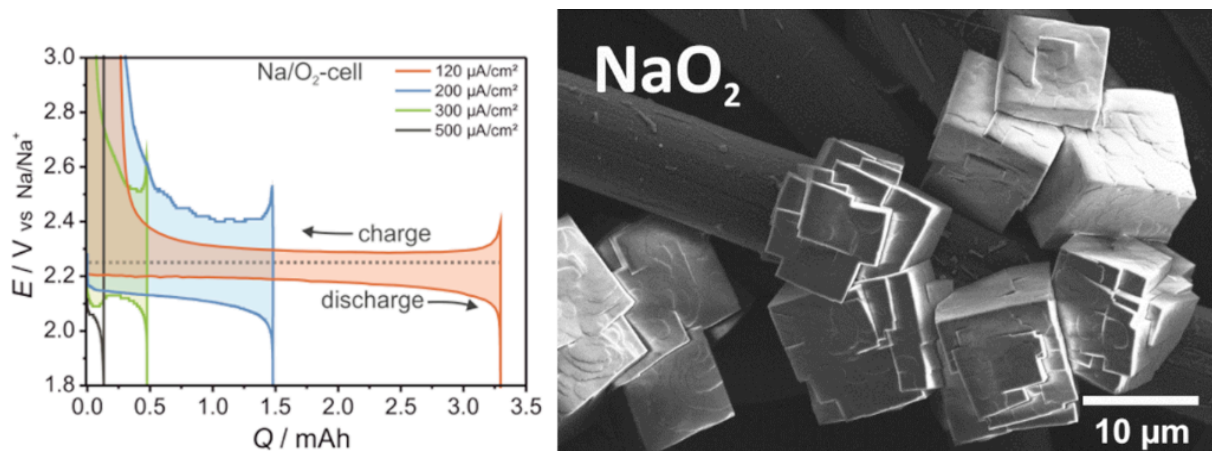 3.0
2.8
2.6
2.4
2.2
2.0
1.8
E / V vs Na/Na⁺
Na/O₂-cell
120 µA/cm²
200 µA/cm²
300 µA/cm²
500 µA/cm²
charge
discharge
0.0 0.5 1.0 1.5 2.0 2.5 3.0 3.5
Q / mAh
NaO₂
10 µm